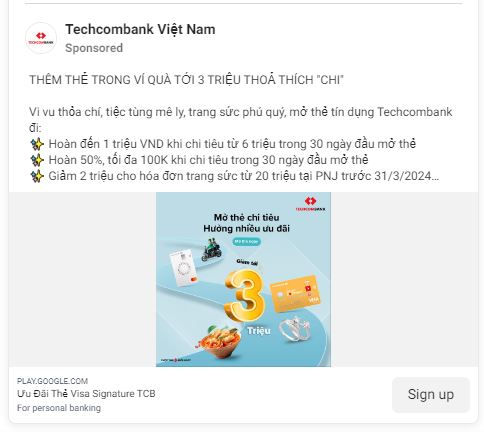 TECHCOMBANK
Techcombank Việt Nam
Sponsored
THÊM THẺ TRONG VÍ QUÀ TỚI 3 TRIỆU THOẢ THÍCH "CHI"
Vi vu thỏa chí, tiệc tùng mê ly, trang sức phú quý, mở thẻ tín dụng Techcombank
đi:
✨ Hoàn đến 1 triệu VND khi chi tiêu từ 6 triệu trong 30 ngày đầu mở thẻ
✨ Hoàn 50%, tối đa 100K khi chi tiêu trong 30 ngày đầu mở thẻ
✨ Giảm 2 triệu cho hóa đơn trang sức từ 20 triệu tại PNJ trước 31/3/2024...
TECHCOMBANK
Mở thẻ chi tiêu
Hưởng nhiều ưu đãi
Mở thẻ ngay
Giảm tới
3
Triệu
VISA
PLAY.GOOGLE.COM
Ưu Đãi Thẻ Visa Signature TCB
For personal banking
Sign up